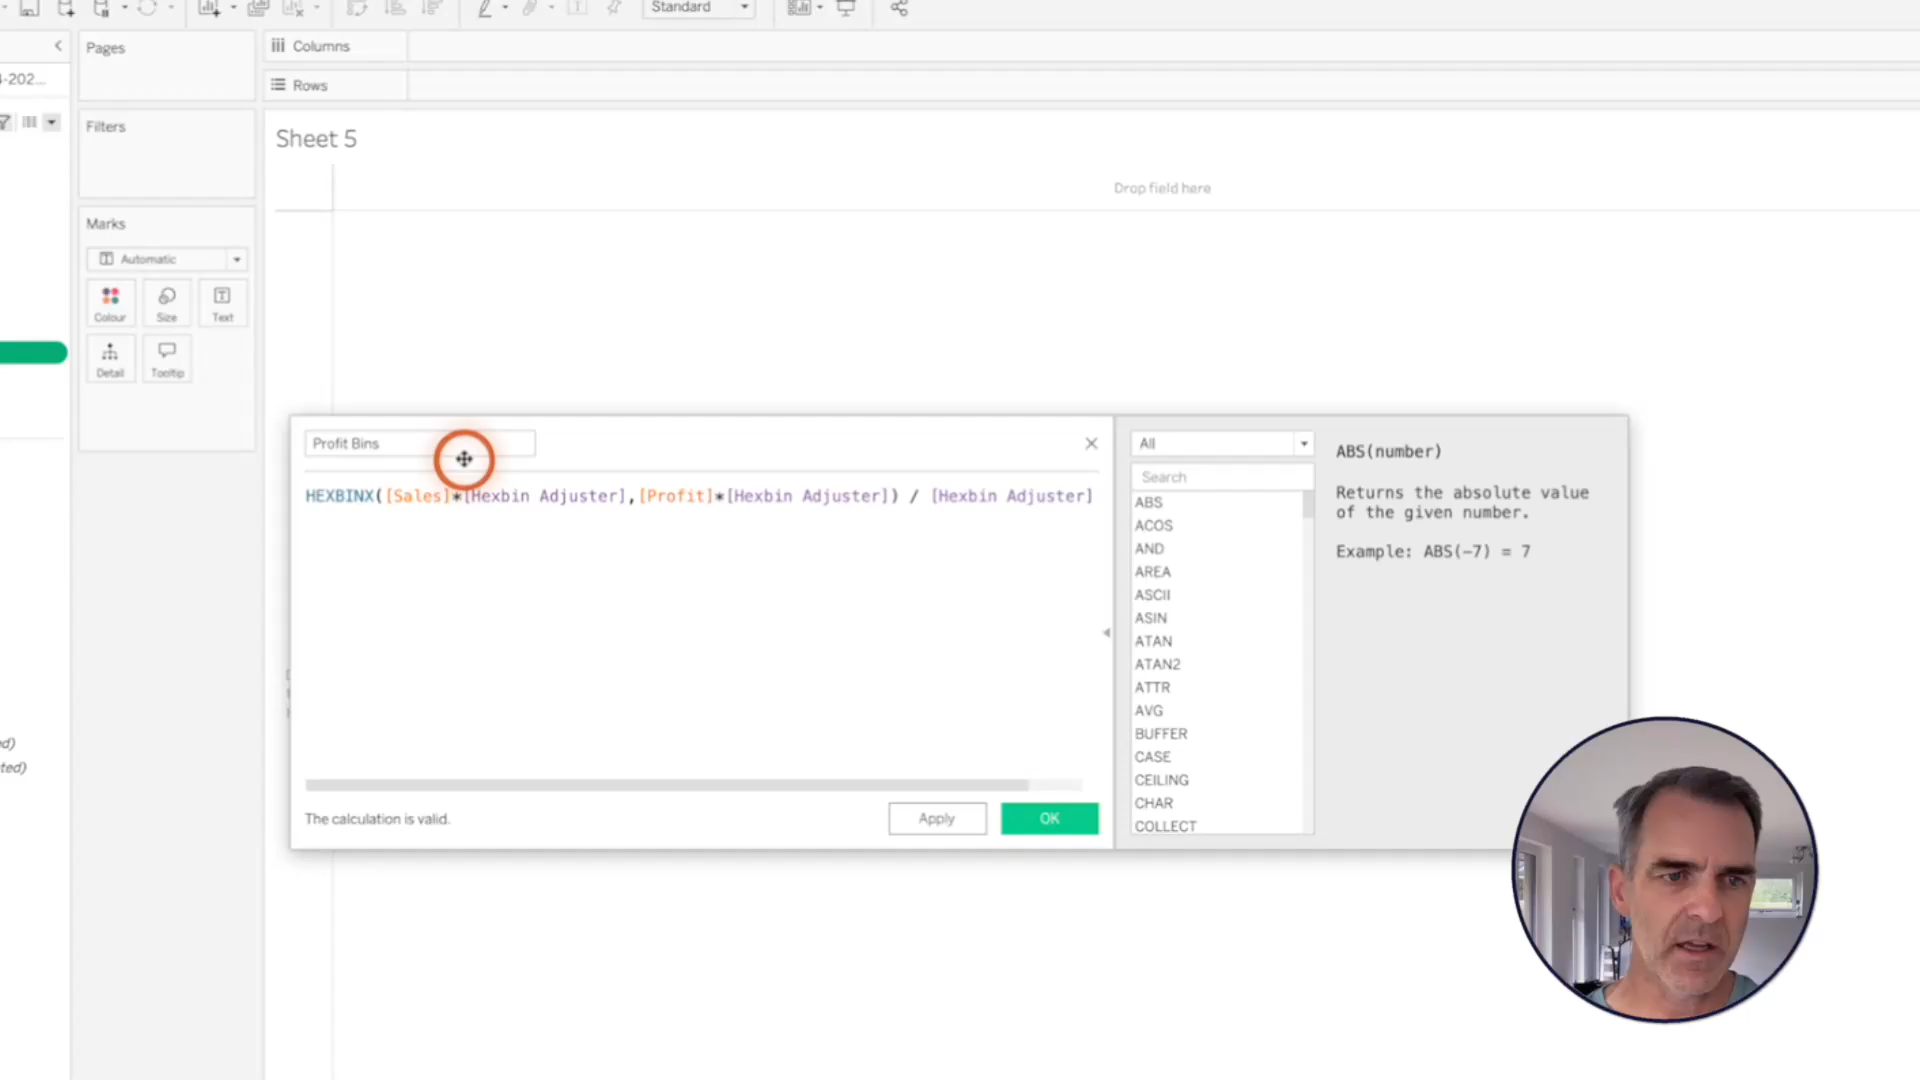 Standard
Pages
Columns
4-202...
Rows
Filters
Sheet 5
Drop field here
Marks
Automatic
Colour
Size
Text
Detail
Tooltip
Profit Bins
HEXBINX([Sales]*[Hexbin Adjuster],[Profit]*[Hexbin Adjuster]) / [Hexbin Adjuster]
The calculation is valid.
Apply
OK
All
Search
ABS
ACOS
AND
AREA
ASCII
ASIN
ATAN
ATAN2
ATTR
AVG
BUFFER
CASE
CEILING
CHAR
COLLECT
ABS(number)
Returns the absolute value
of the given number.
Example: ABS(-7) = 7
ed)
ted)